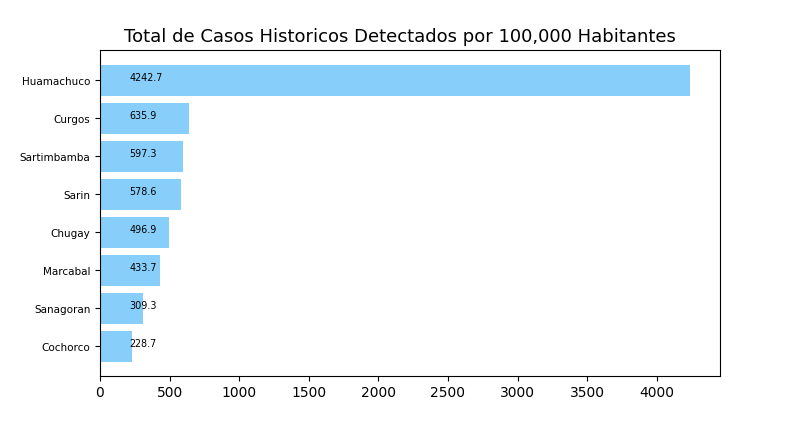 Total de Casos Historicos Detectados por 100,000 Habitantes
Huamachuco 4242.7
Curgos 635.9
Sartimbamba 597.3
Sarin 578.6
Chugay 496.9
Marcabal 433.7
Sanagoran 309.3
Cochorco 228.7
0 500 1000 1500 2000 2500 3000 3500 4000